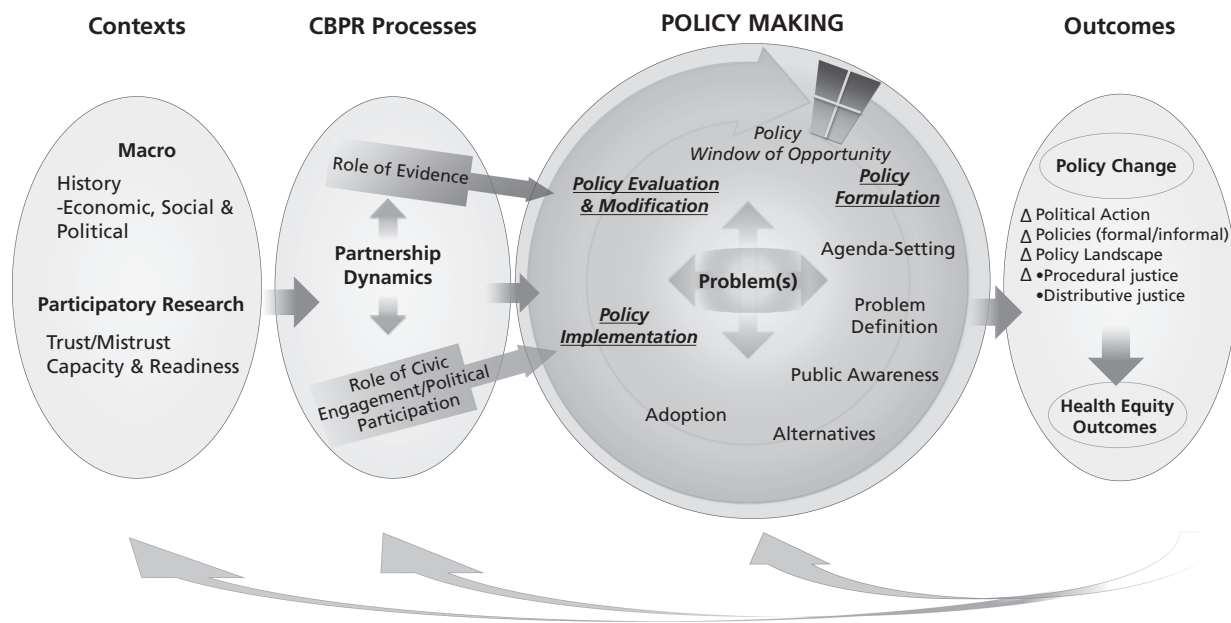 Contexts
CBPR Processes
POLICY MAKING
Outcomes
Macro
History
-Economic, Social &
Political
Participatory Research
Trust/Mistrust
Capacity & Readiness
Role of Evidence
Partnership
Dynamics
Role of Civic
Engagement/Political
Participation
Policy
Window of Opportunity
Policy Evaluation
& Modification
Policy
Formulation
Agenda-Setting
Problem(s)
Problem
Definition
Policy
Implementation
Public Awareness
Adoption
Alternatives
Policy Change
Δ Political Action
Δ Policies (formal/informal)
Δ Policy Landscape
Δ •Procedural justice
•Distributive justice
Health Equity
Outcomes